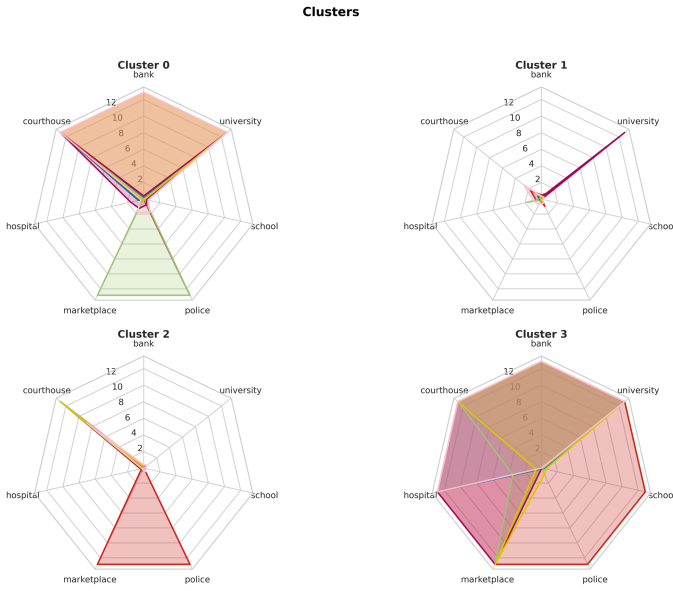 Clusters
Cluster 0
bank
12
10
8
6
4
2
courthouse
university
hospital
school
marketplace
police
Cluster 1
bank
12
10
8
6
4
2
courthouse
university
hospital
school
marketplace
police
Cluster 2
bank
12
10
8
6
4
2
courthouse
university
hospital
school
marketplace
police
Cluster 3
bank
12
10
8
6
4
2
courthouse
university
hospital
school
marketplace
police